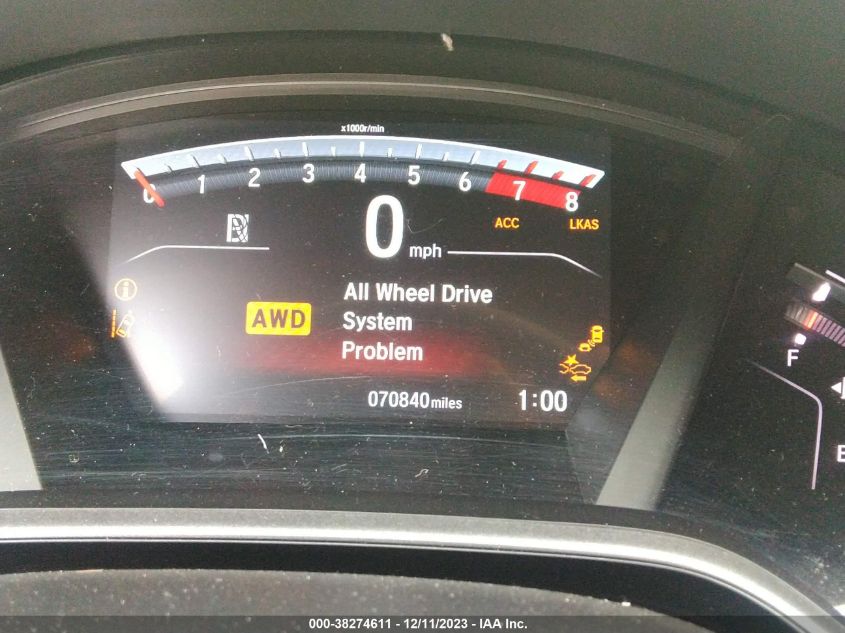 x1000r/min
0 1 2 3 4 5 6 7 8
0 mph
ACC LKAS
AWD
All Wheel Drive
System
Problem
070840 miles 1:00
F
E
000-38274611 - 12/11/2023 - IAA Inc.